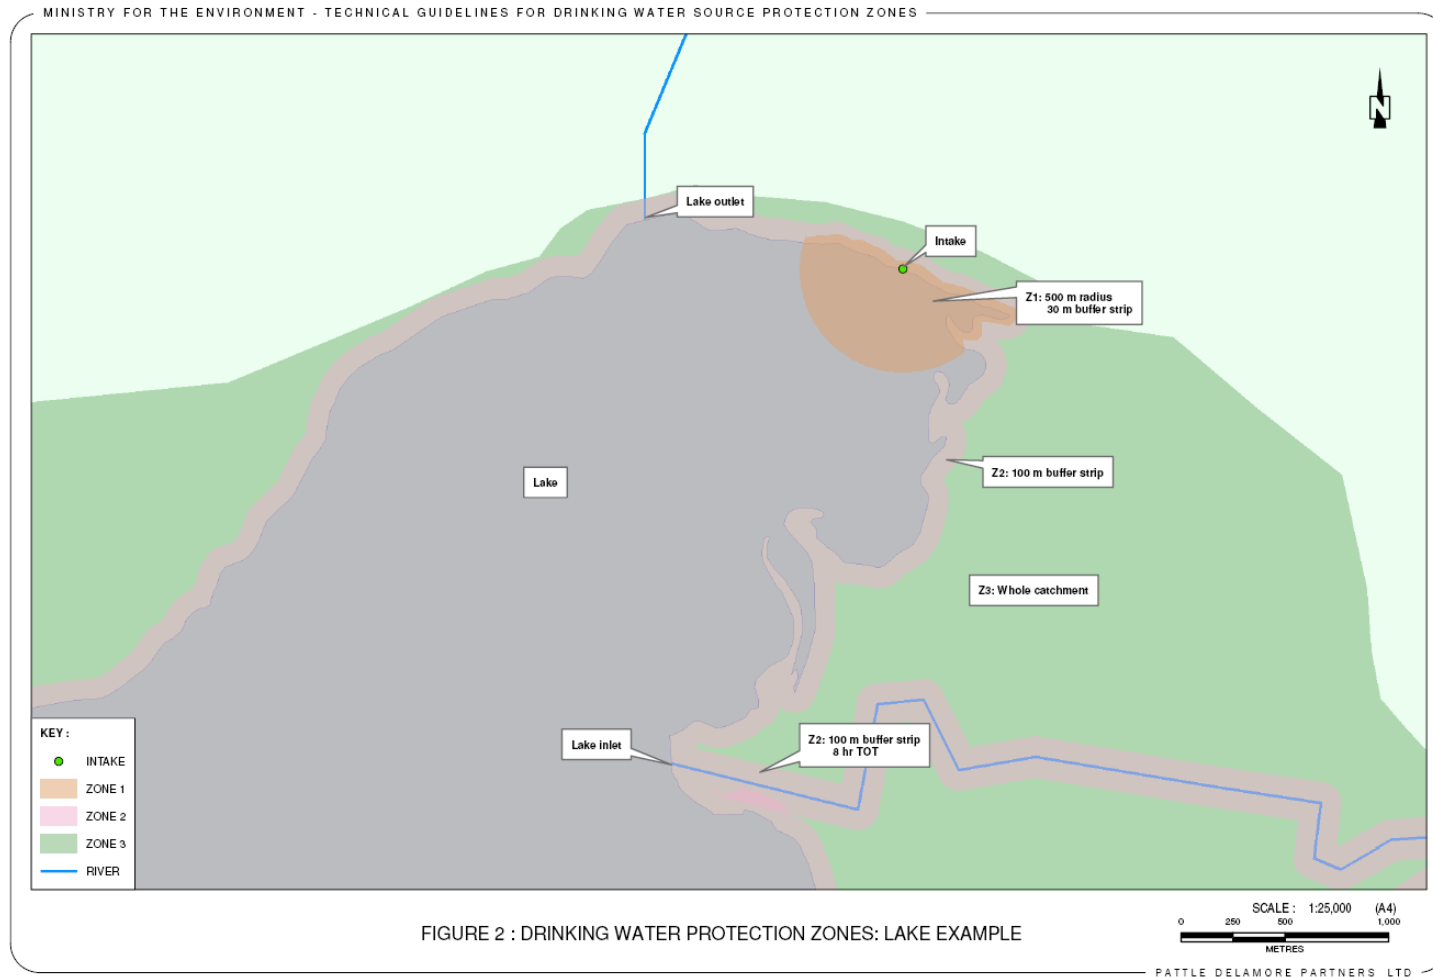 MINISTRY FOR THE ENVIRONMENT - TECHNICAL GUIDELINES FOR DRINKING WATER SOURCE PROTECTION ZONES
N
Lake outlet
Intake
Z1: 500 m radius
30 m buffer strip
Z2: 100 m buffer strip
Lake
Z3: Whole catchment
Lake inlet
Z2: 100 m buffer strip
8 hr TOT
KEY :
INTAKE
ZONE 1
ZONE 2
ZONE 3
RIVER
FIGURE 2 : DRINKING WATER PROTECTION ZONES: LAKE EXAMPLE
SCALE : 1:25,000 (A4)
0 250 500 1,000
METRES
PATTLE DELAMORE PARTNERS LTD